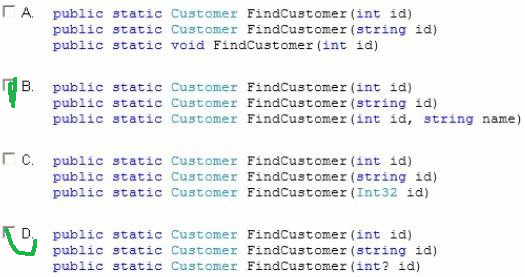 A. public static Customer FindCustomer(int id)
public static Customer FindCustomer(string id)
public static void FindCustomer(int id)
B. public static Customer FindCustomer(int id)
public static Customer FindCustomer(string id)
public static Customer FindCustomer(int id, string name)
C. public static Customer FindCustomer(int id)
public static Customer FindCustomer(string id)
public static Customer FindCustomer(Int32 id)
D. public static Customer FindCustomer(int id)
public static Customer FindCustomer(string id)
public static Customer FindCustomer(int? id)